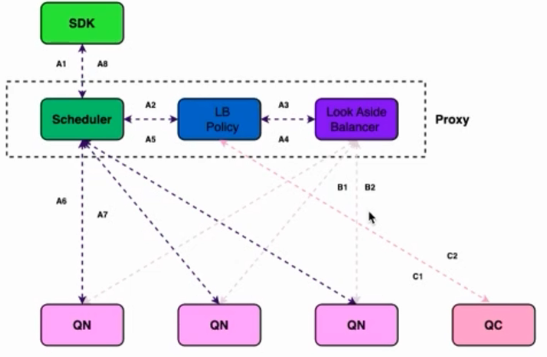 SDK
A1 A8
Scheduler
A2
A5
LB
Policy
A3
A4
Look Aside
Balancer
Proxy
A6
A7
B1 B2
C2
C1
QN
QN
QN
QC